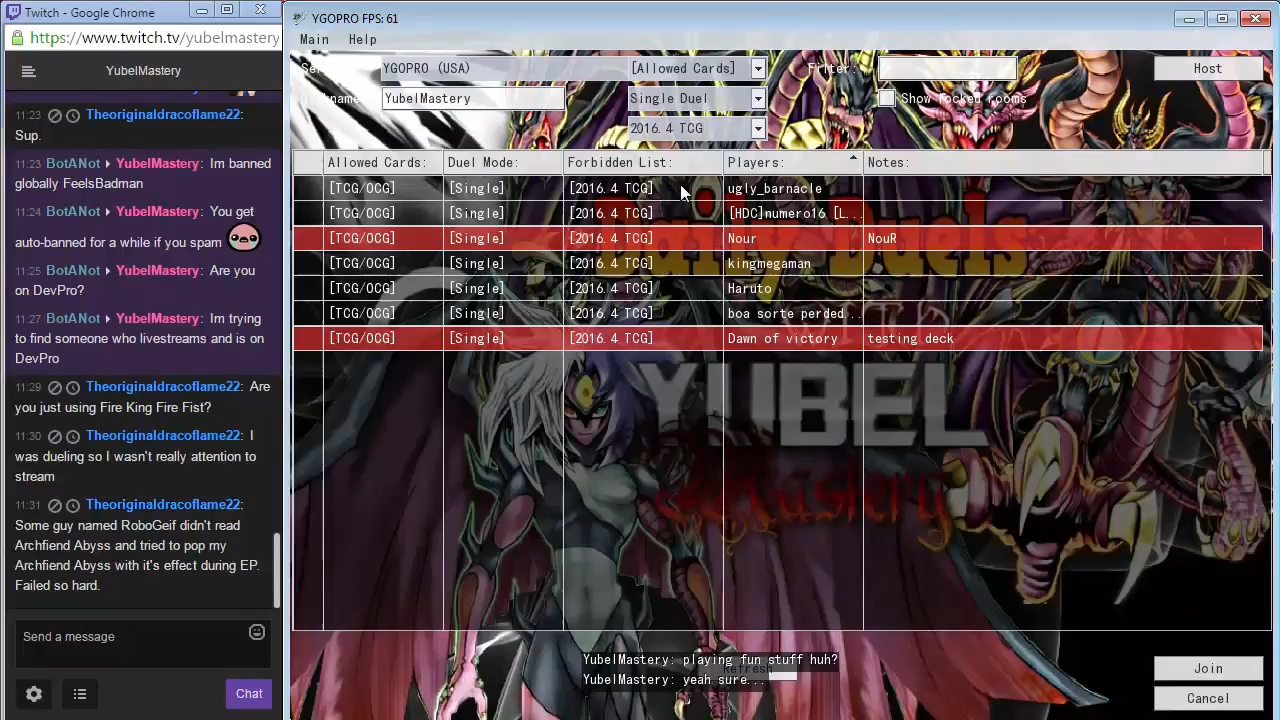 Twitch - Google Chrome
https://www.twitch.tv/yubelmastery
YubelMastery
11:23 Theoriginaldracoflame22:
Sup.
11:23 BotANot YubelMastery: Im banned
globally FeelsBadman
11:24 BotANot YubelMastery: You get
auto-banned for a while if you spam
11:25 BotANot YubelMastery: Are you
on DevPro?
11:27 BotANot YubelMastery: Im trying
to find someone who livestreams and is on
DevPro
11:29 Theoriginaldracoflame22: Are
you just using Fire King Fire Fist?
11:30 Theoriginaldracoflame22: I
was dueling so I wasn't really attention to
stream
11:31 Theoriginaldracoflame22:
Some guy named RoboGeif didn't read
Archfiend Abyss and tried to pop my
Archfiend Abyss with it's effect during EP.
Failed so hard.
Send a message
Chat
YGOPRO FPS: 61
Main Help
YGOPRO (USA) [Allowed Cards] Filter: Host
YubelMastery Single Duel Show locked rooms
2016.4 TCG
Allowed Cards: Duel Mode: Forbidden List: Players: Notes:
[TCG/OCG] [Single] [2016.4 TCG] ugly_barnacle
[TCG/OCG] [Single] [2016.4 TCG] [HDC]numero16 [L...
[TCG/OCG] [Single] [2016.4 TCG] Nour NouR
[TCG/OCG] [Single] [2016.4 TCG] kingmegaman
[TCG/OCG] [Single] [2016.4 TCG] Haruto
[TCG/OCG] [Single] [2016.4 TCG] boa sorte perded...
[TCG/OCG] [Single] [2016.4 TCG] Dawn of victory testing deck
Daily Duels
YUBEL
Mastery
YubelMastery: playing fun stuff huh?
Refresh
YubelMastery: yeah sure...
Join
Cancel